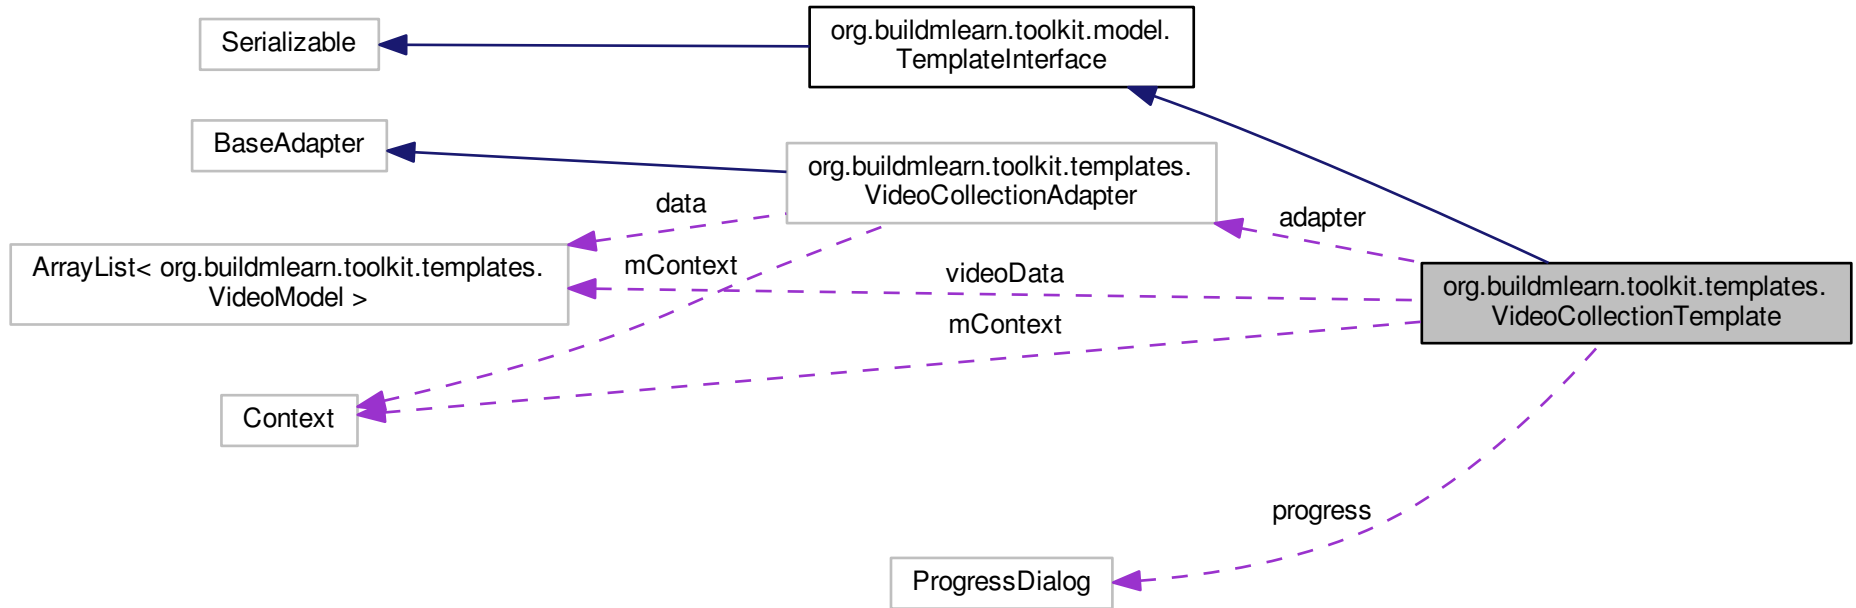 Serializable
org.buildmlearn.toolkit.model.
TemplateInterface
BaseAdapter
org.buildmlearn.toolkit.templates.
VideoCollectionAdapter
data
adapter
ArrayList< org.buildmlearn.toolkit.templates.
VideoModel >
mContext
videoData
mContext
org.buildmlearn.toolkit.templates.
VideoCollectionTemplate
Context
progress
ProgressDialog